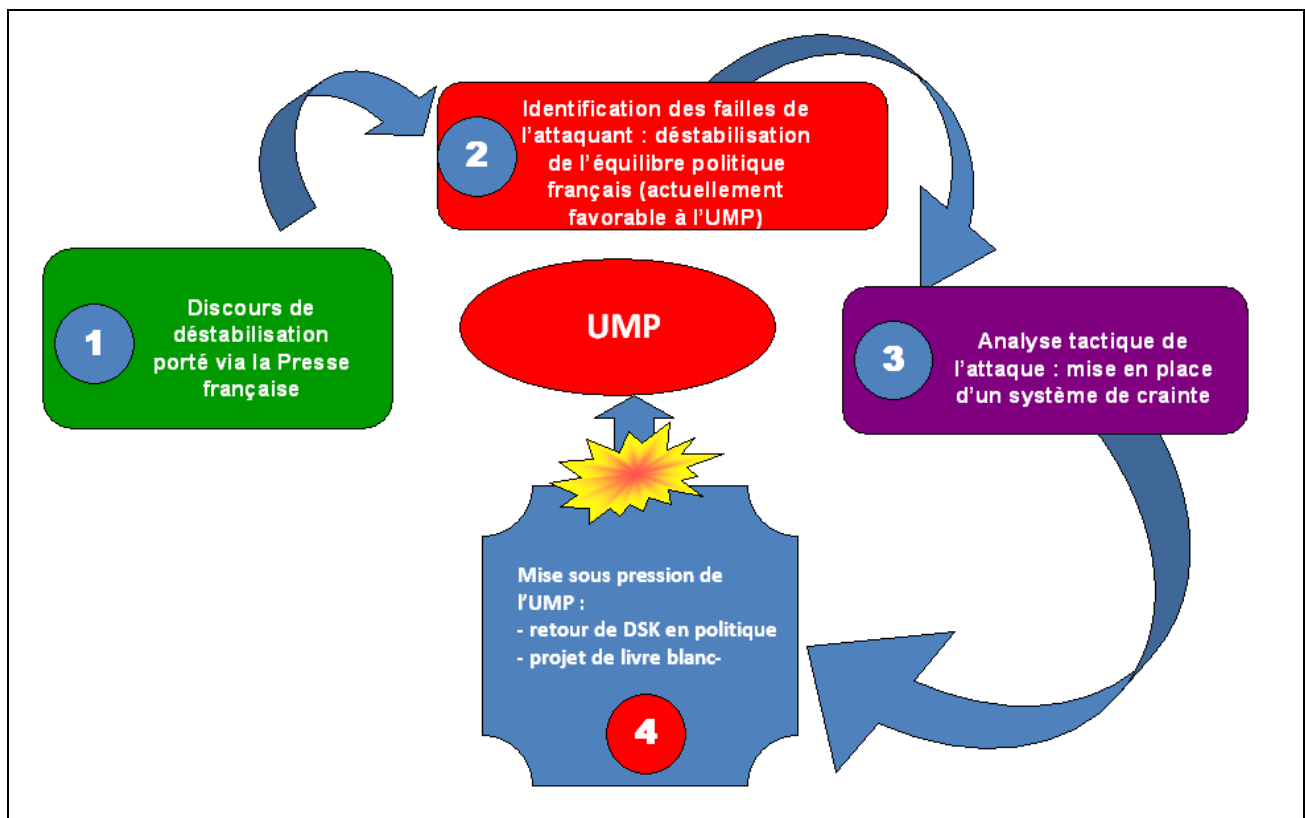 1
Discours de
déstabilisation
porté via la Presse
française
2
Identification des failles de
l'attaquant : déstabilisation
de l'équilibre politique
français (actuellement
favorable à l'UMP)
UMP
3
Analyse tactique de
l'attaque : mise en place
d'un système de crainte
Mise sous pression de
l'UMP :
- retour de DSK en politique
- projet de livre blanc-
4